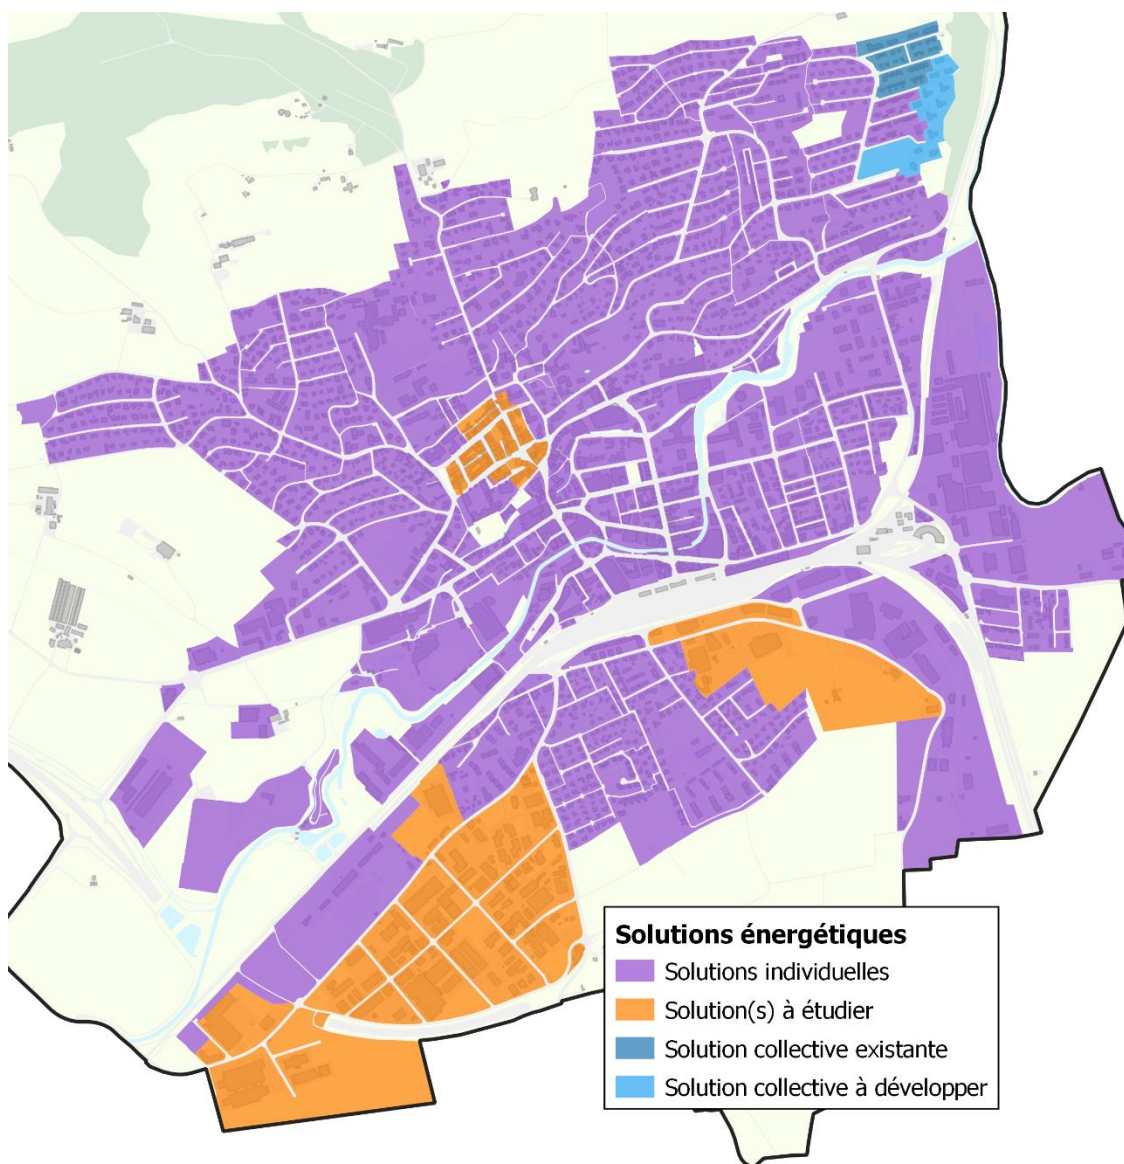 Solutions énergétiques
Solutions individuelles
Solution(s) à étudier
Solution collective existante
Solution collective à développer